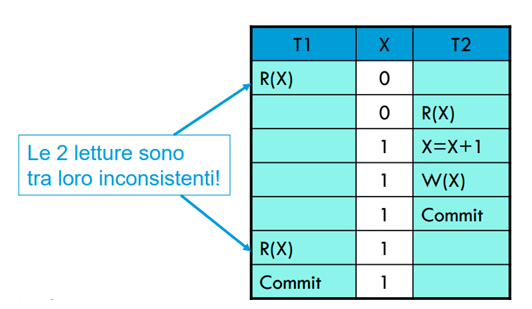 T1 X T2
R(X) 0
0 R(X)
1 X=X+1
Le 2 letture sono
tra loro inconsistenti!
1 W(X)
1 Commit
R(X) 1
Commit 1